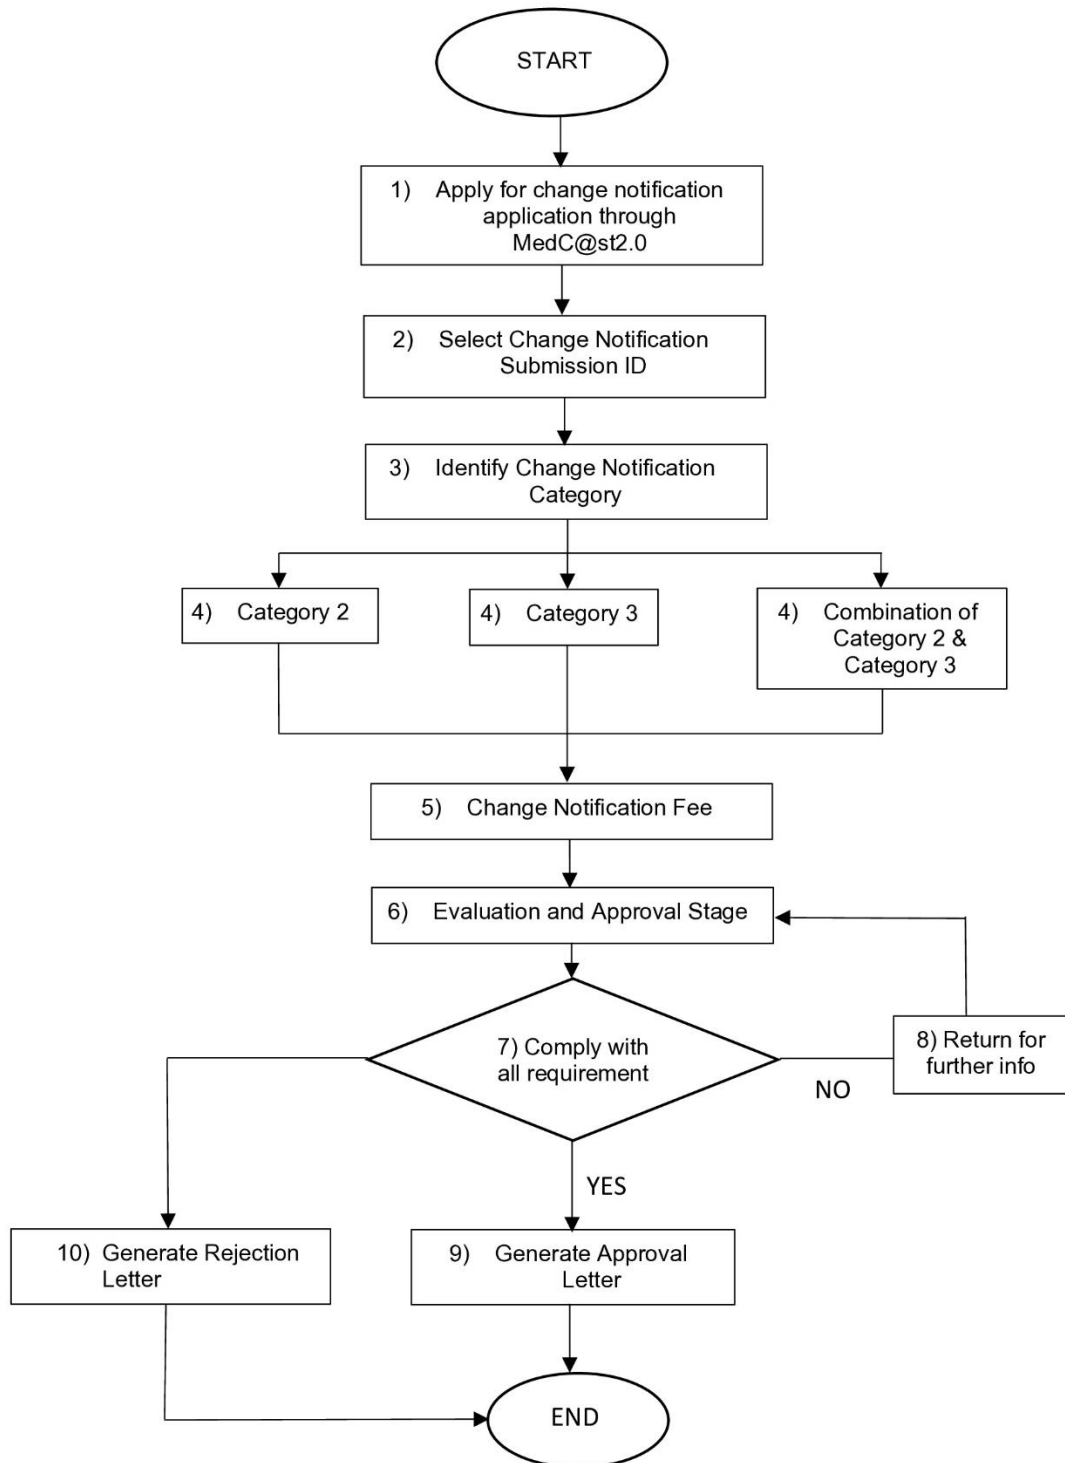 START
1) Apply for change notification
application through
MedC@st2.0
2) Select Change Notification
Submission ID
3) Identify Change Notification
Category
4) Category 2
4) Category 3
4) Combination of
Category 2 &
Category 3
5) Change Notification Fee
6) Evaluation and Approval Stage
7) Comply with
all requirement
NO
8) Return for
further info
YES
10) Generate Rejection
Letter
9) Generate Approval
Letter
END